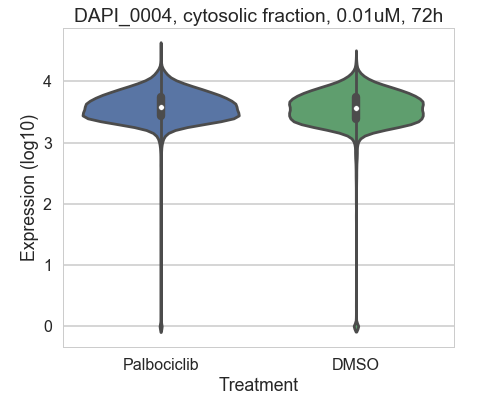 DAPI_0004, cytosolic fraction, 0.01uM, 72h
Expression (log10)
4
3
2
1
0
Palbociclib DMSO
Treatment